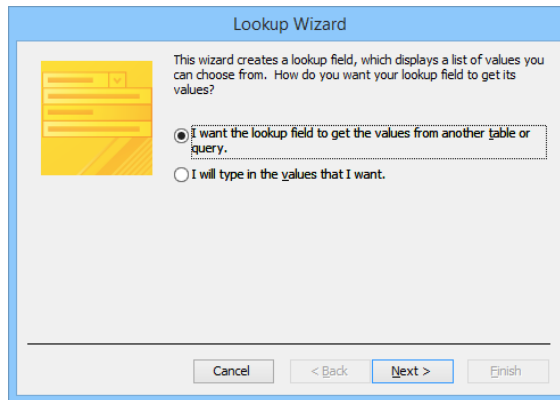 Lookup Wizard
This wizard creates a lookup field, which displays a list of values you
can choose from. How do you want your lookup field to get its
values?
I want the lookup field to get the values from another table or
query.
I will type in the values that I want.
Cancel
< Back
Next >
Finish